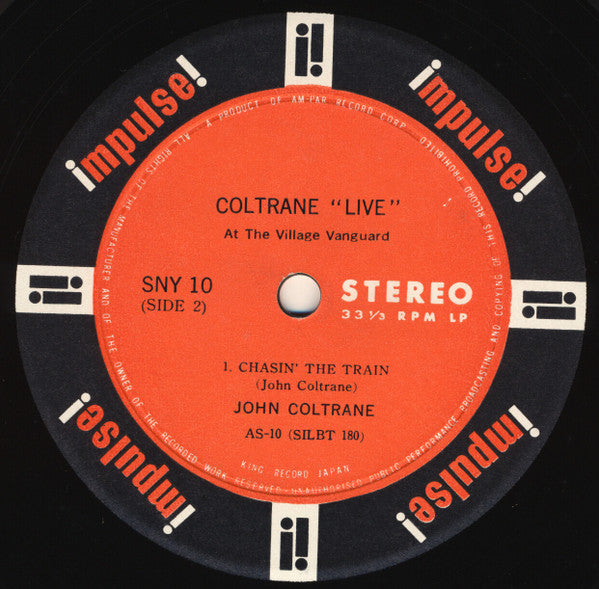 impulse!
impulse!
A PRODUCT OF AM-PAR RECORD CORP.
ALL RIGHTS OF THE MANUFACTURER AND OF THE OWNER OF THE RECORDED WORK RESERVED-UNAUTHORISED PUBLIC PERFORMANCE BROADCASTING AND COPYING OF THIS RECORD PROHIBITED
COLTRANE "LIVE"
At The Village Vanguard
SNY 10
(SIDE 2)
STEREO
33 ⅓ RPM LP
1. CHASIN' THE TRAIN
(John Coltrane)
JOHN COLTRANE
AS-10 (SILBT 180)
KING RECORD JAPAN
impulse!
impulse!
i!
i!
i!
i!